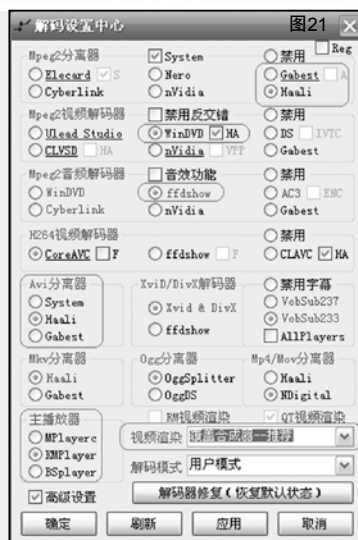 解码设置中心 图21
Mpeg2分离器 System 禁用 Reg
Elecard S Nero Gabest A
Cyberlink nVidia Haali
Mpeg2视频解码器 禁用反交错 禁用
Ulead Studio WinDVD HA DS IVTC
CLVSD HA nVidia VPP Gabest
Mpeg2音频解码器 音效功能 禁用
WinDVD ffdshow AC3 ENC
Cyberlink nVidia Gabest
H264视频解码器 禁用
CoreAVC F ffdshow F CLAVC HA
Avi分离器 XviD/DivX解码器 禁用字幕
System VobSub237
Haali Xvid & DivX VobSub233
Gabest ffdshow AllPlayers
Mkv分离器 Ogg分离器 Mp4/Mov分离器
Haali OggSplitter Haali
Gabest OggDS NDigital
主播放器 RM视频渲染 QT视频渲染
MPlayerc 视频渲染 覆盖合成器--推荐
KMPlayer 解码模式 用户模式
BSplayer
高级设置 解码器修复(恢复默认状态)
确定 刷新 应用 取消